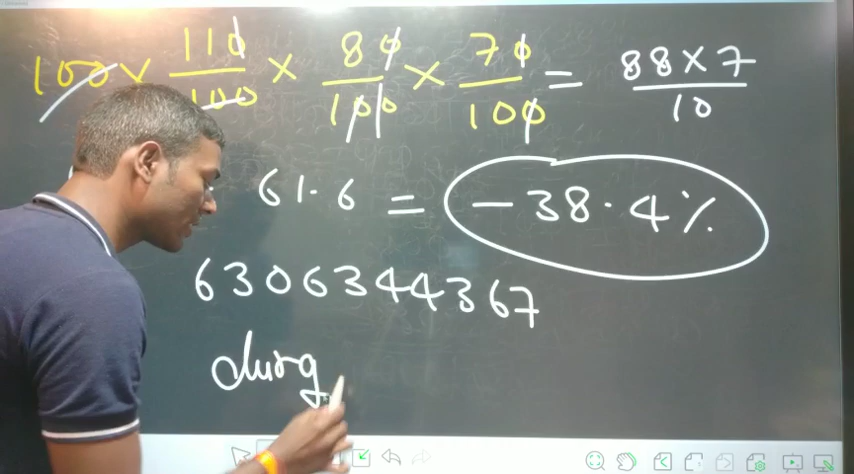 100 × 110/100 × 80/100 × 70/100 = 88×7/10
61.6 = -38.4%
6306344367
durg